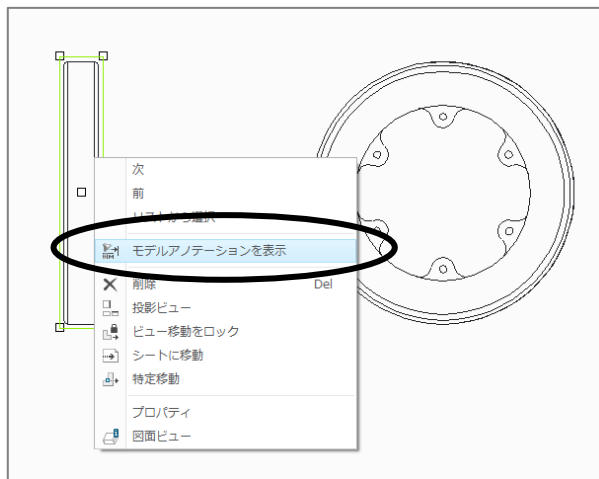 次
前
リストから選択
モデルアノテーションを表示
削除 Del
投影ビュー
ビュー移動をロック
シートに移動
特定移動
プロパティ
図面ビュー